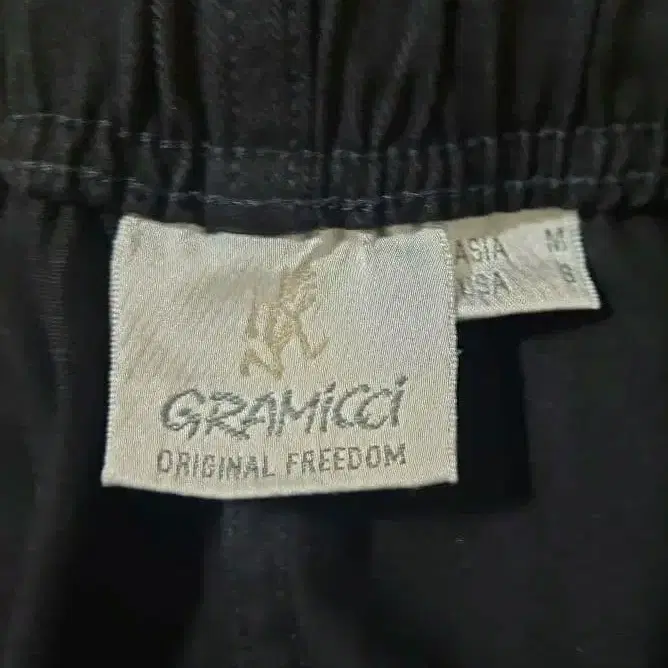 GRAMiCCi
ORIGINAL FREEDOM
ASIA M
USA S